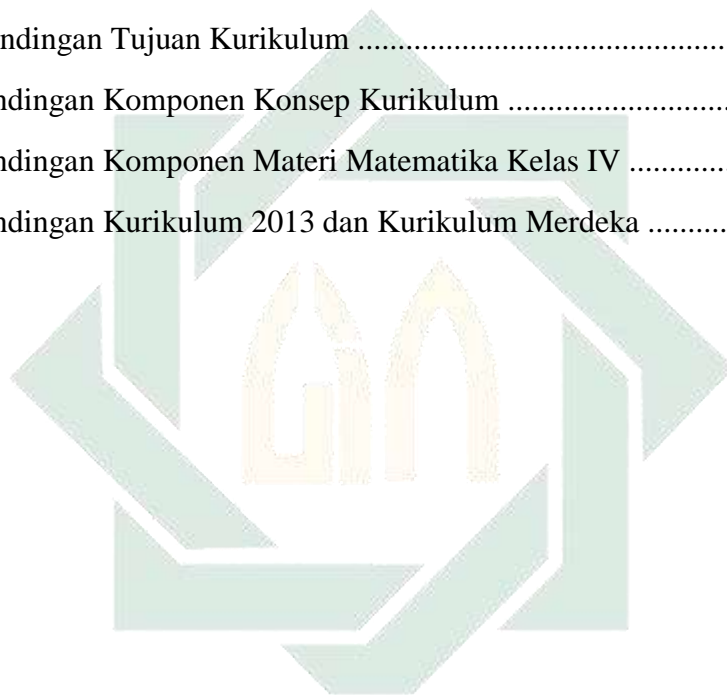 ndingan Tujuan Kurikulum ...............................................
ndingan Komponen Konsep Kurikulum ............................
ndingan Komponen Materi Matematika Kelas IV .............
ndingan Kurikulum 2013 dan Kurikulum Merdeka ..........